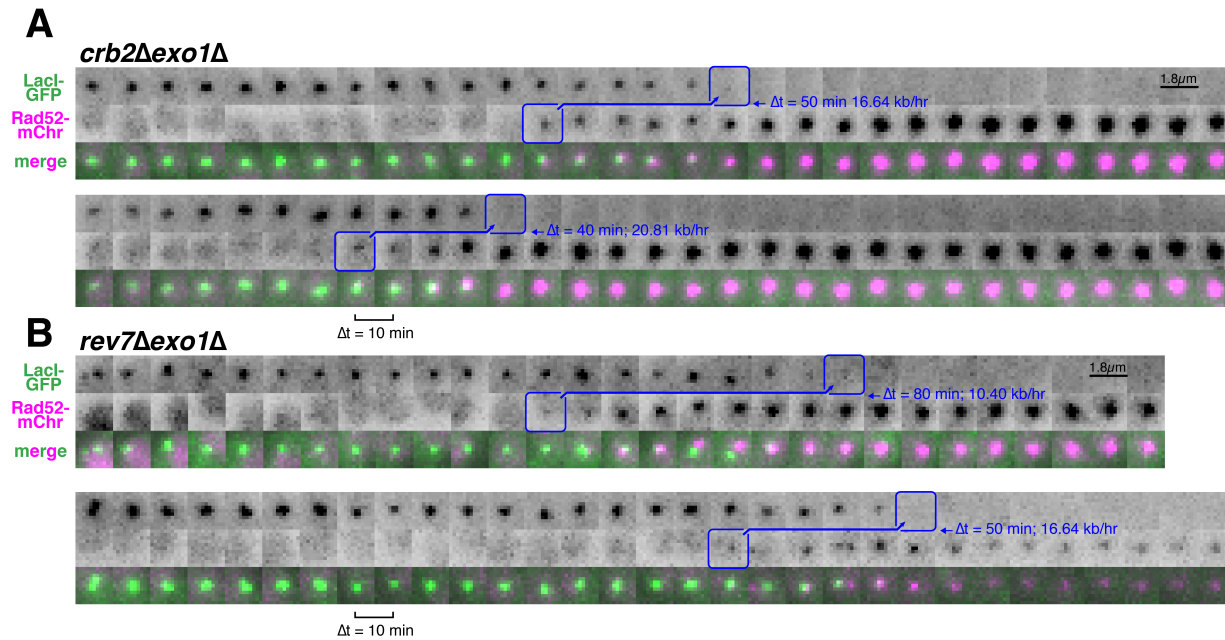 A
crb2Δexo1Δ
LacI-
GFP
1.8µm
Δt = 50 min 16.64 kb/hr
Rad52-
mChr
merge
Δt = 40 min; 20.81 kb/hr
Δt = 10 min
B
rev7Δexo1Δ
LacI-
GFP
1.8µm
Δt = 80 min; 10.40 kb/hr
Rad52-
mChr
merge
Δt = 50 min; 16.64 kb/hr
Δt = 10 min